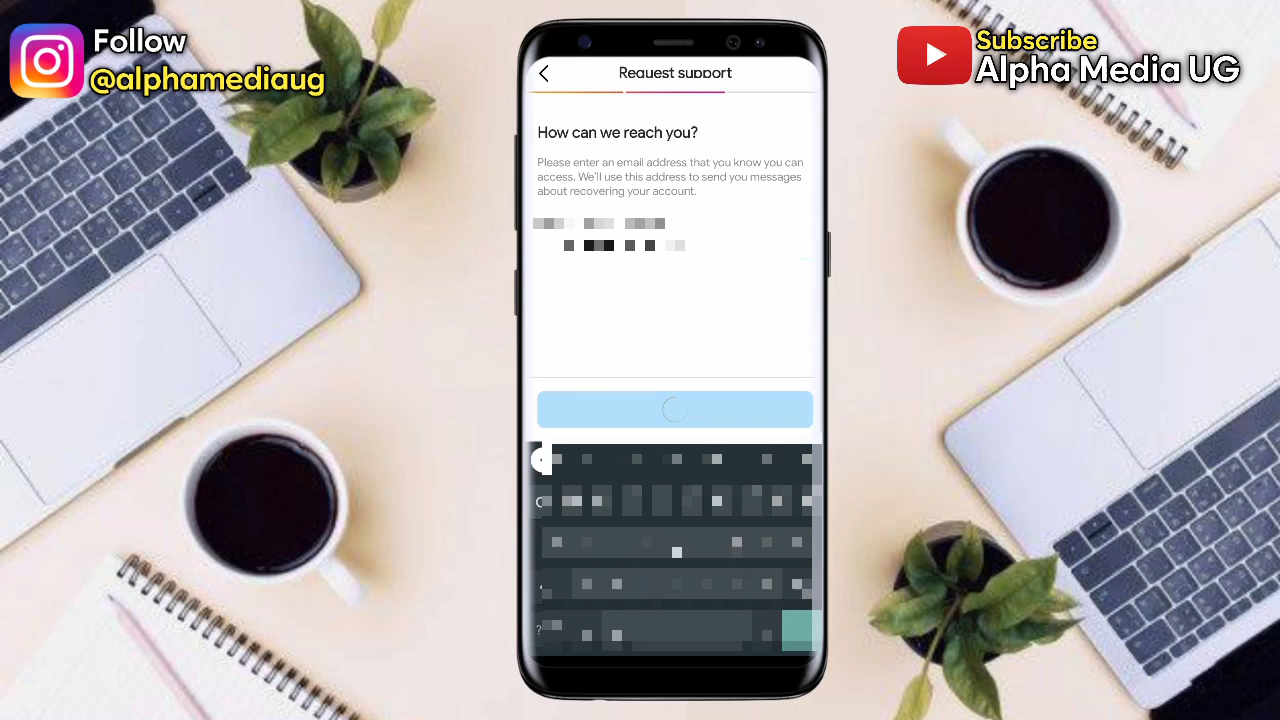 Follow
@alphamediaug
Subscribe
Alpha Media UG
Request support
How can we reach you?
Please enter an email address that you know you can
access. We'll use this address to send you messages
about recovering your account.